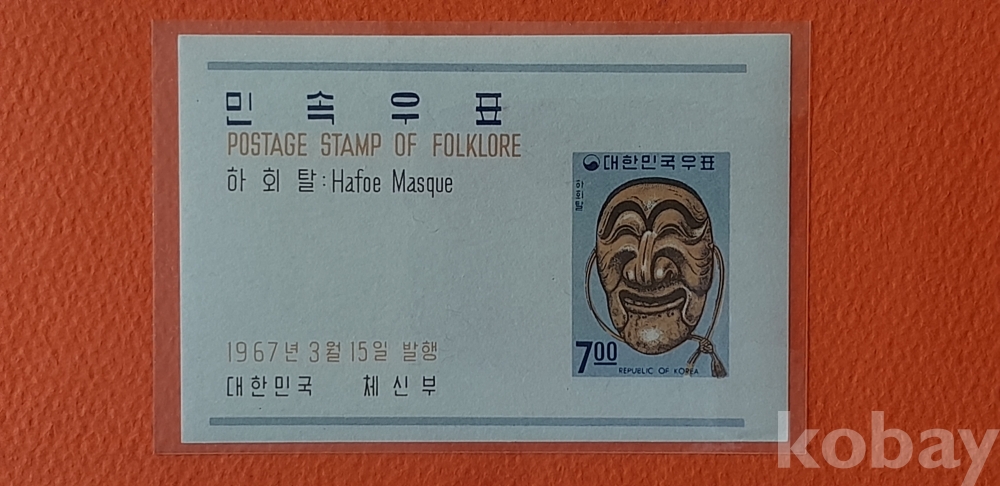 민속우표
POSTAGE STAMP OF FOLKLORE
하회탈: Hafoe Masque
대한민국우표
하회탈
7.00
REPUBLIC OF KOREA
1967년 3월 15일 발행
대한민국 체신부
kobay